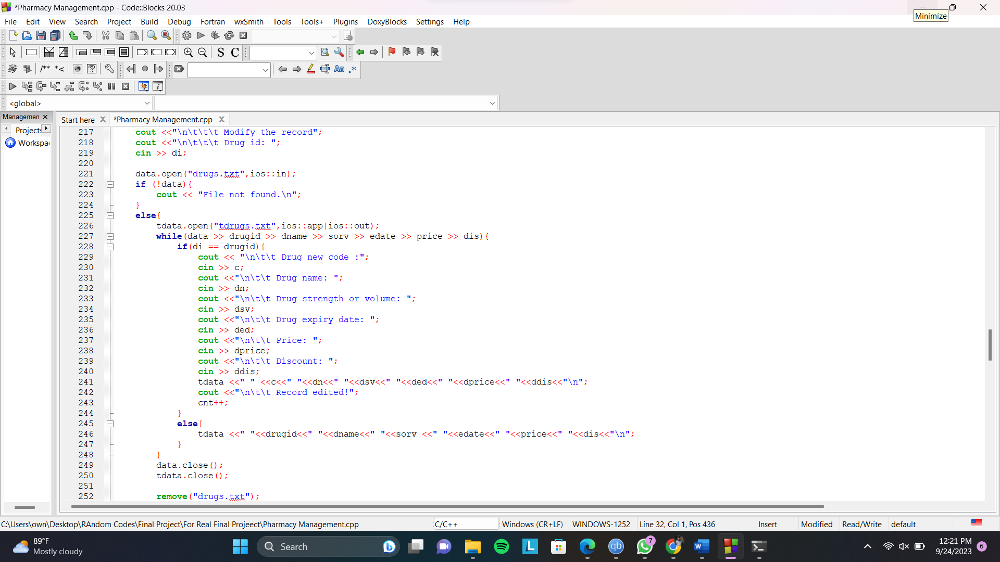 *Pharmacy Management.cpp - Code::Blocks 20.03
Minimize
File Edit View Search Project Build Debug Fortran wxSmith Tools Tools+ Plugins DoxyBlocks Settings Help
S C
/** *<
Aa .*
<global>
Managemen
Start here *Pharmacy Management.cpp
Projects
Workspa
217 cout <<"\n\t\t\t Modify the record";
218 cout <<"\n\t\t\t Drug id: ";
219 cin >> di;
220
221 data.open("drugs.txt",ios::in);
222 if (!data){
223 cout << "File not found.\n";
224 }
225 else{
226 tdata.open("tdrugs.txt",ios::app|ios::out);
227 while(data >> drugid >> dname >> sorv >> edate >> price >> dis){
228 if(di == drugid){
229 cout << "\n\t\t Drug new code :";
230 cin >> c;
231 cout <<"\n\t\t Drug name: ";
232 cin >> dn;
233 cout <<"\n\t\t Drug strength or volume: ";
234 cin >> dsv;
235 cout <<"\n\t\t Drug expiry date: ";
236 cin >> ded;
237 cout <<"\n\t\t Price: ";
238 cin >> dprice;
239 cout <<"\n\t\t Discount: ";
240 cin >> ddis;
241 tdata <<" " <<c<<" "<<dn<<" "<<dsv<<" "<<ded<<" "<<dprice<<" "<<ddis<<"\n";
242 cout <<"\n\t\t Record edited!";
243 cnt++;
244 }
245 else{
246 tdata <<" "<<drugid<<" "<<dname<<" "<<sorv <<" "<<edate<<" "<<price<<" "<<dis<<"\n";
247 }
248 }
249 data.close();
250 tdata.close();
251
252 remove("drugs.txt");
C:\Users\own\Desktop\RAndom Codes\Final Project\For Real Final Projeect\Pharmacy Management.cpp C/C++ Windows (CR+LF) WINDOWS-1252 Line 32, Col 1, Pos 436 Insert Modified Read/Write default
89°F
Mostly cloudy
Search
7
12:21 PM
9/24/2023
6